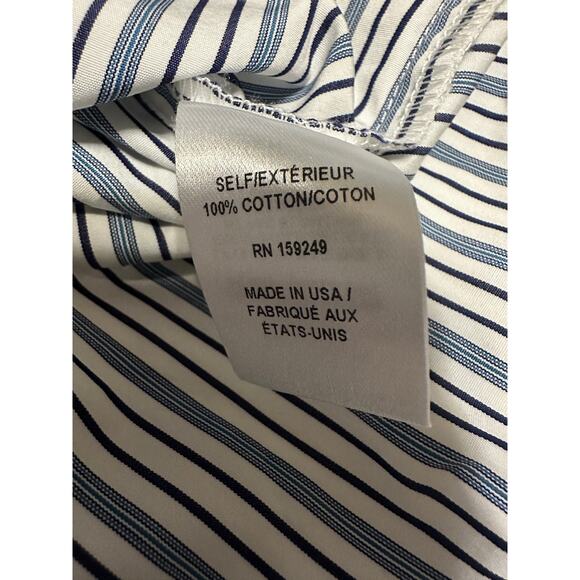 SELF/EXTÉRIEUR
100% COTTON/COTON
RN 159249
MADE IN USA /
FABRIQUÉ AUX
ÉTATS-UNIS